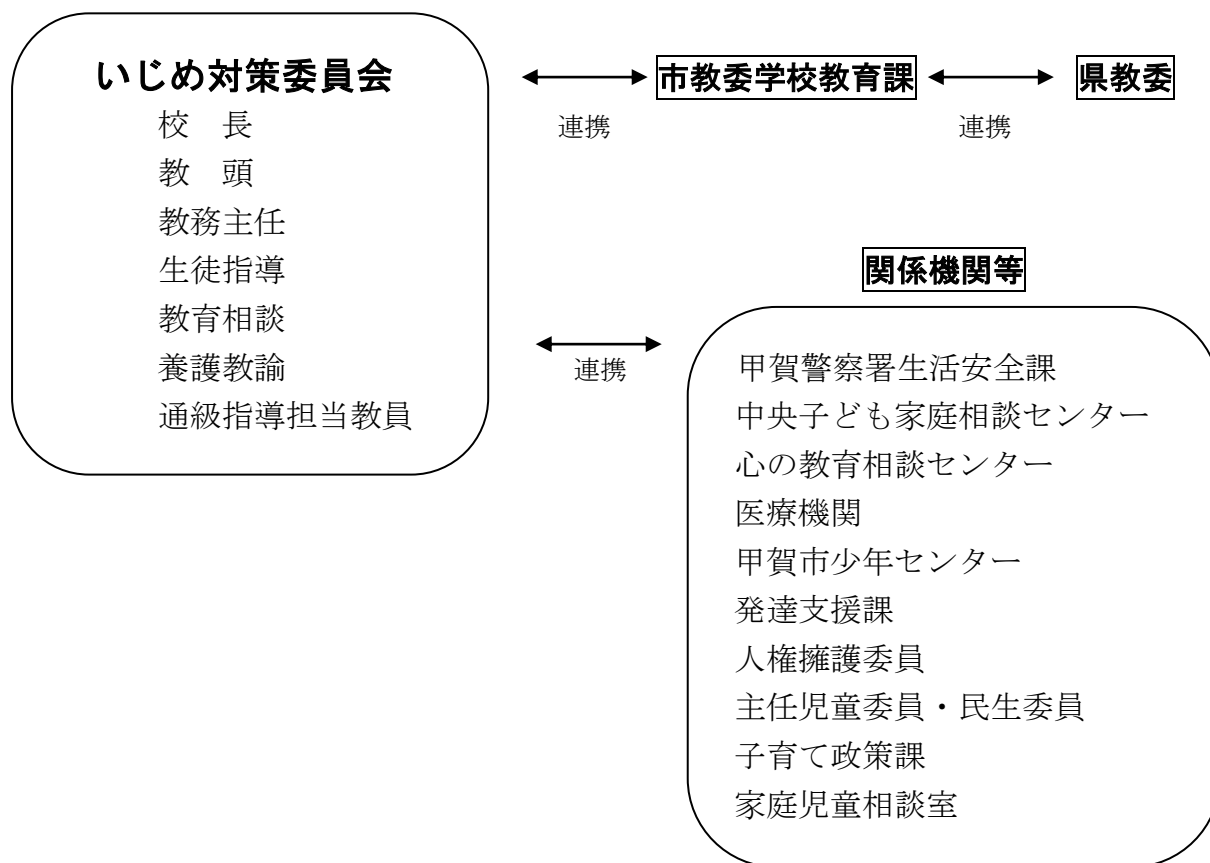 いじめ対策委員会
校　長
教　頭
教務主任
生徒指導
教育相談
養護教諭
通級指導担当教員
市教委学校教育課
県教委
連携
連携
連携
関係機関等
甲賀警察署生活安全課
中央子ども家庭相談センター
心の教育相談センター
医療機関
甲賀市少年センター
発達支援課
人権擁護委員
主任児童委員・民生委員
子育て政策課
家庭児童相談室